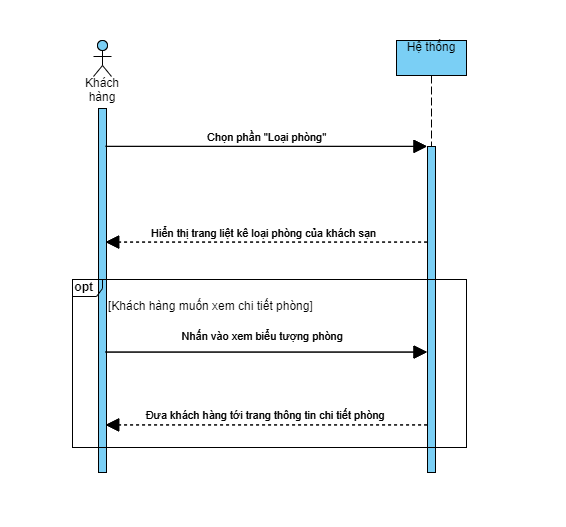 Hệ thống
Khách
hàng
Chọn phần "Loại phòng"
Hiển thị trang liệt kê loại phòng của khách sạn
opt
[Khách hàng muốn xem chi tiết phòng]
Nhấn vào xem biểu tượng phòng
Đưa khách hàng tới trang thông tin chi tiết phòng